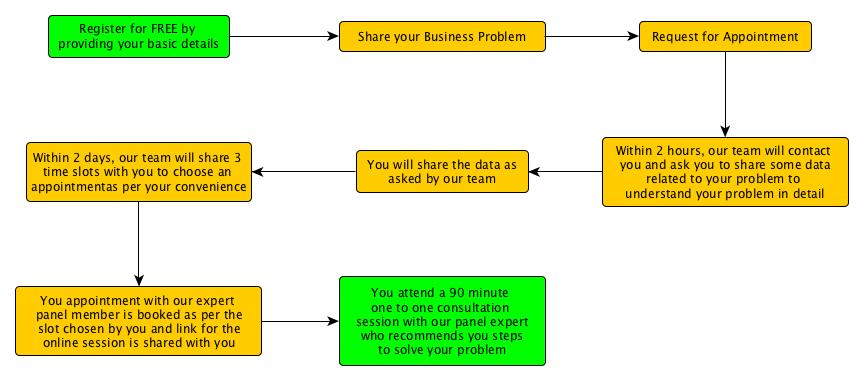 Register for FREE by
providing your basic details
Share your Business Problem
Request for Appointment
Within 2 hours, our team will contact
you and ask you to share some data
related to your problem to
understand your problem in detail
You will share the data as
asked by our team
Within 2 days, our team will share 3
time slots with you to choose an
appointmentas per your convenience
You appointment with our expert
panel member is booked as per the
slot chosen by you and link for the
online session is shared with you
You attend a 90 minute
one to one consultation
session with our panel expert
who recommends you steps
to solve your problem